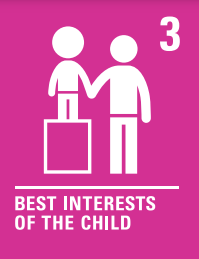 3
BEST INTERESTS
OF THE CHILD